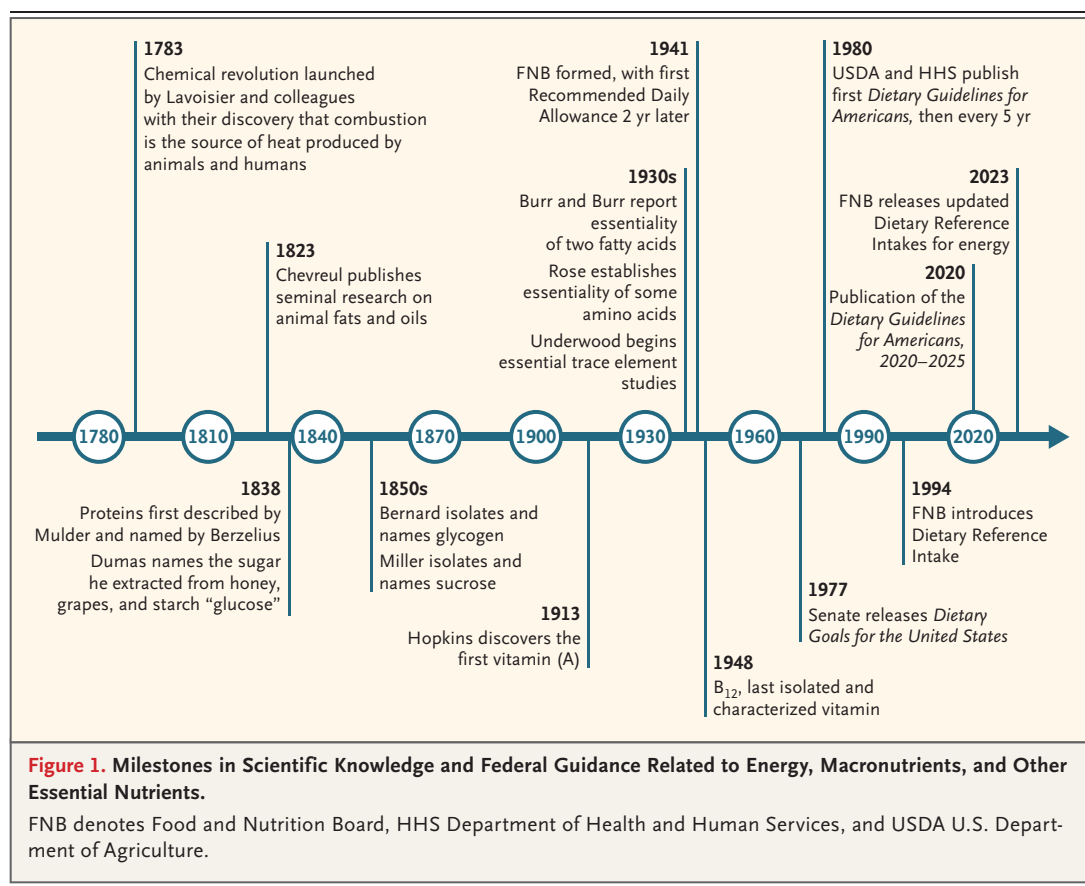 1783
Chemical revolution launched
by Lavoisier and colleagues
with their discovery that combustion
is the source of heat produced by
animals and humans
1823
Chevreul publishes
seminal research on
animal fats and oils
1941
FNB formed, with first
Recommended Daily
Allowance 2 yr later
1930s
Burr and Burr report
essentiality
of two fatty acids
Rose establishes
essentiality of some
amino acids
Underwood begins
essential trace element
studies
1980
USDA and HHS publish
first Dietary Guidelines for
Americans, then every 5 yr
2023
FNB releases updated
Dietary Reference
Intakes for energy
2020
Publication of the
Dietary Guidelines
for Americans,
2020–2025
1780 1810 1840 1870 1900 1930 1960 1990 2020
1838
Proteins first described by
Mulder and named by Berzelius
Dumas names the sugar
he extracted from honey,
grapes, and starch “glucose”
1850s
Bernard isolates and
names glycogen
Miller isolates and
names sucrose
1913
Hopkins discovers the
first vitamin (A)
1948
B₁₂, last isolated and
characterized vitamin
1977
Senate releases Dietary
Goals for the United States
1994
FNB introduces
Dietary Reference
Intake
Figure 1. Milestones in Scientific Knowledge and Federal Guidance Related to Energy, Macronutrients, and Other
Essential Nutrients.
FNB denotes Food and Nutrition Board, HHS Department of Health and Human Services, and USDA U.S. Depart-
ment of Agriculture.